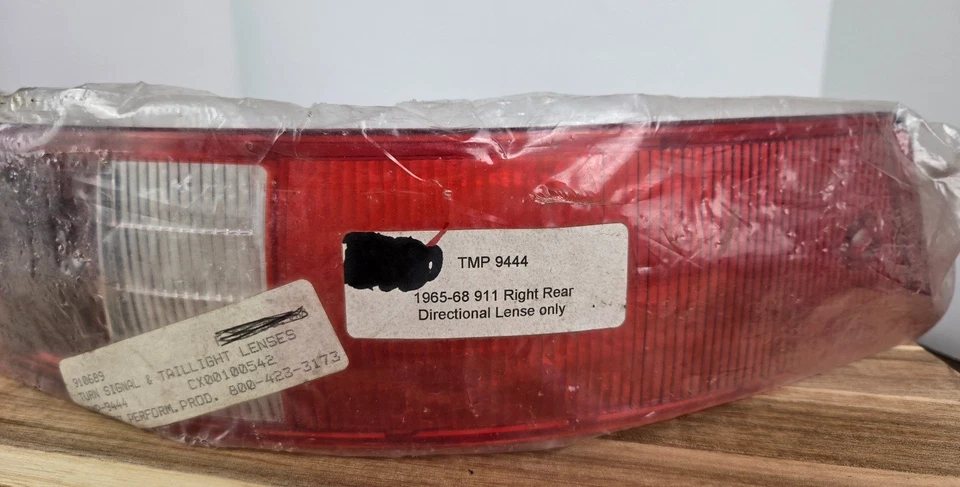 TMP 9444
1965-68 911 Right Rear
Directional Lense only
910689
TURN SIGNAL & TAILLIGHT LENSES
CX00100542
-9444
PERFORM. PROD. 800-423-3173